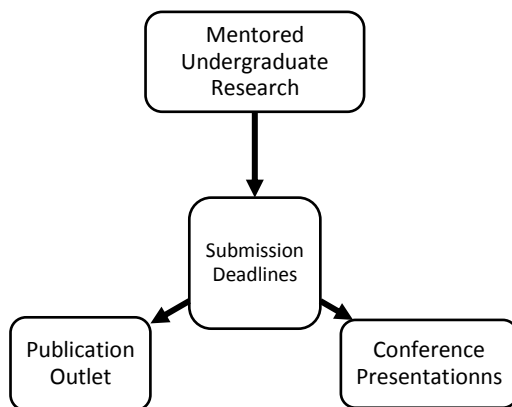 Mentored
Undergraduate
Research
Submission
Deadlines
Publication
Outlet
Conference
Presentationns